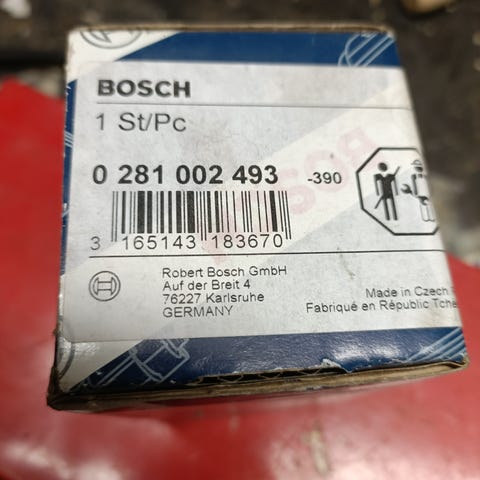 BOSCH
1 St/Pc
0 281 002 493 -390
3 165143 183670
Robert Bosch GmbH
Auf der Breit 4
76227 Karlsruhe
GERMANY
Made in Czech
Fabriqué en Républic Tche
BOSCH